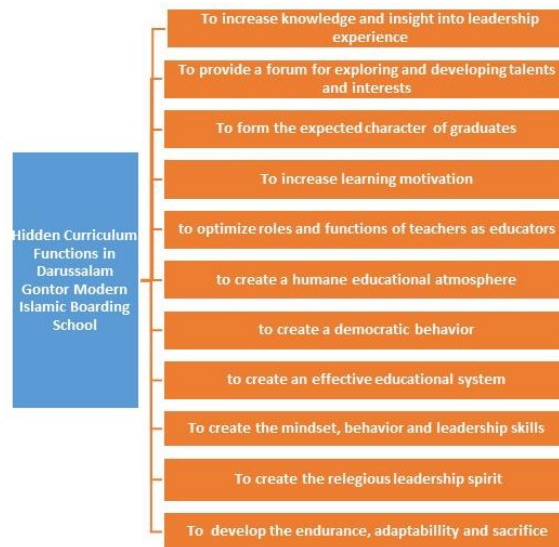 Hidden Curriculum
Functions in
Darussalam
Gontor Modern
Islamic Boarding
School
To increase knowledge and insight into leadership
experience
To provide a forum for exploring and developing talents
and interests
To form the expected character of graduates
To increase learning motivation
to optimize roles and functions of teachers as educators
to create a humane educational atmosphere
to create a democratic behavior
to create an effective educational system
To create the mindset, behavior and leadership skills
To create the relegious leadership spirit
To develop the endurance, adaptabillity and sacrifice